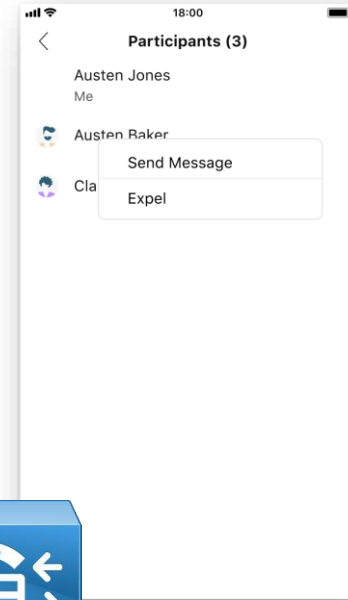 18:00
Participants (3)
Austen Jones
Me
Austen Baker
Send Message
Cla
Expel